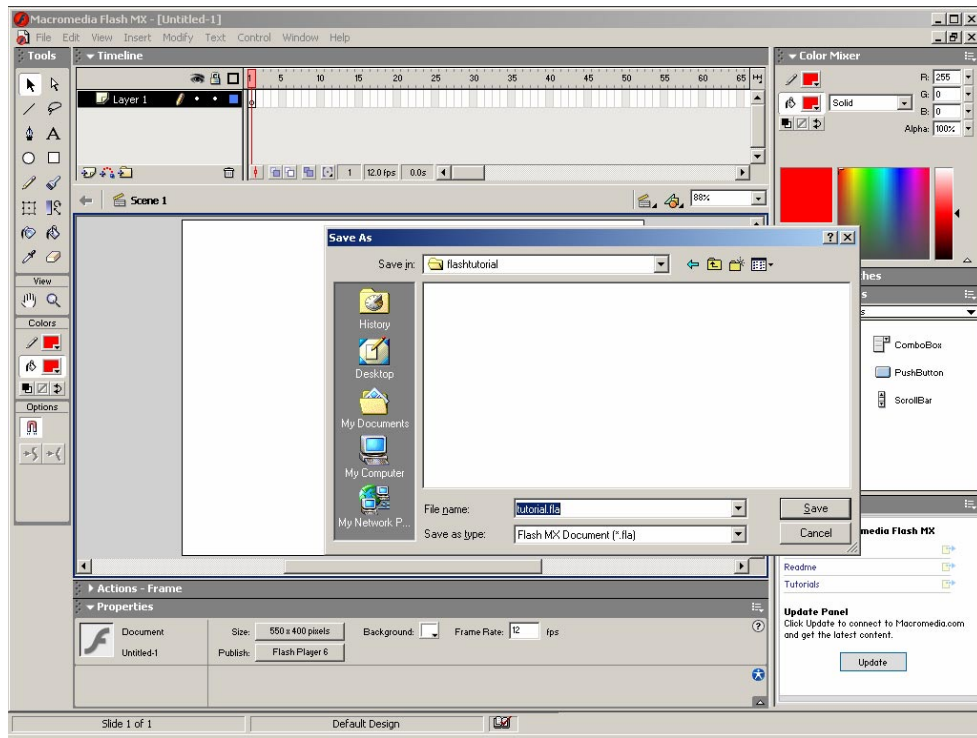 Macromedia Flash MX - [Untitled-1]
File Edit View Insert Modify Text Control Window Help
Tools
Timeline
Color Mixer
1 5 10 15 20 25 30 35 40 45 50 55 60 65
Layer 1
R: 255
G: 0
B: 0
Solid
Alpha: 100%
1 12.0 fps 0.0s
Scene 1
88%
View
Colors
Options
Save As
Save in: flashtutorial
History
Desktop
My Documents
My Computer
My Network P...
File name: tutorial.fla
Save
Save as type: Flash MX Document (*.fla)
Cancel
hes
s
s
ComboBox
PushButton
ScrollBar
media Flash MX
Readme
Tutorials
Update Panel
Click Update to connect to Macromedia.com
and get the latest content.
Update
Actions - Frame
Properties
Document
Size: 550 x 400 pixels
Background:
Frame Rate: 12 fps
Untitled-1
Publish: Flash Player 6
Slide 1 of 1
Default Design